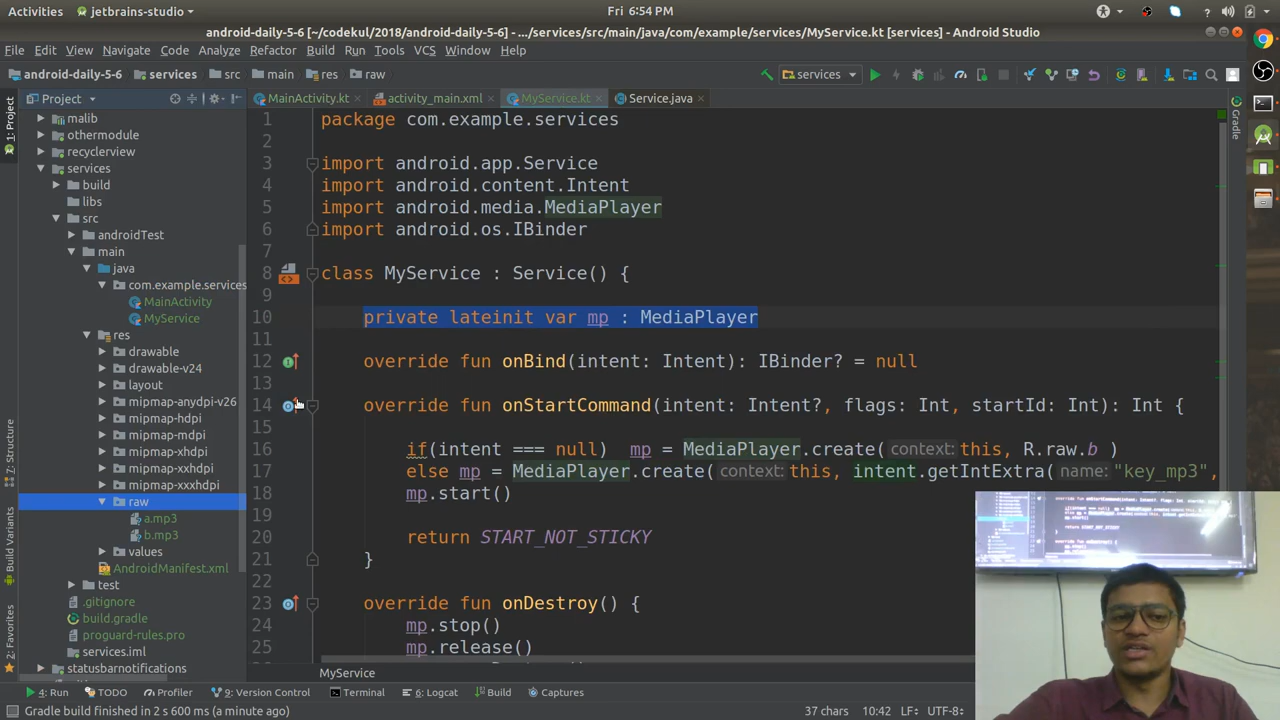 Activities
jetbrains-studio
Fri 6:54 PM
android-daily-5-6 [~/codekul/2018/android-daily-5-6] - .../services/src/main/java/com/example/services/MyService.kt [services] - Android Studio
File Edit View Navigate Code Analyze Refactor Build Run Tools VCS Window Help
android-daily-5-6 services src main res raw
services
Project
MainActivity.kt
activity_main.xml
MyService.kt
Service.java
1: Project
7: Structure
Build Variants
2: Favorites
Gradle
malib
othermodule
recyclerview
services
build
libs
src
androidTest
main
java
com.example.services
MainActivity
MyService
res
drawable
drawable-v24
layout
mipmap-anydpi-v26
mipmap-hdpi
mipmap-mdpi
mipmap-xhdpi
mipmap-xxhdpi
mipmap-xxxhdpi
raw
a.mp3
b.mp3
values
AndroidManifest.xml
test
.gitignore
build.gradle
proguard-rules.pro
services.iml
statusbarnotifications
1 package com.example.services
2
3 import android.app.Service
4 import android.content.Intent
5 import android.media.MediaPlayer
6 import android.os.IBinder
7
8 class MyService : Service() {
9
10 private lateinit var mp : MediaPlayer
11
12 override fun onBind(intent: Intent): IBinder? = null
13
14 override fun onStartCommand(intent: Intent?, flags: Int, startId: Int): Int {
15
16 if(intent === null) mp = MediaPlayer.create( context: this, R.raw.b )
17 else mp = MediaPlayer.create( context: this, intent.getIntExtra( name: "key_mp3",
18 mp.start()
19
20 return START_NOT_STICKY
21 }
22
23 override fun onDestroy() {
24 mp.stop()
25 mp.release()
MyService
4: Run TODO Profiler 9: Version Control Terminal 6: Logcat Build Captures
Gradle build finished in 2 s 600 ms (a minute ago)
37 chars 10:42 LF÷ UTF-8÷